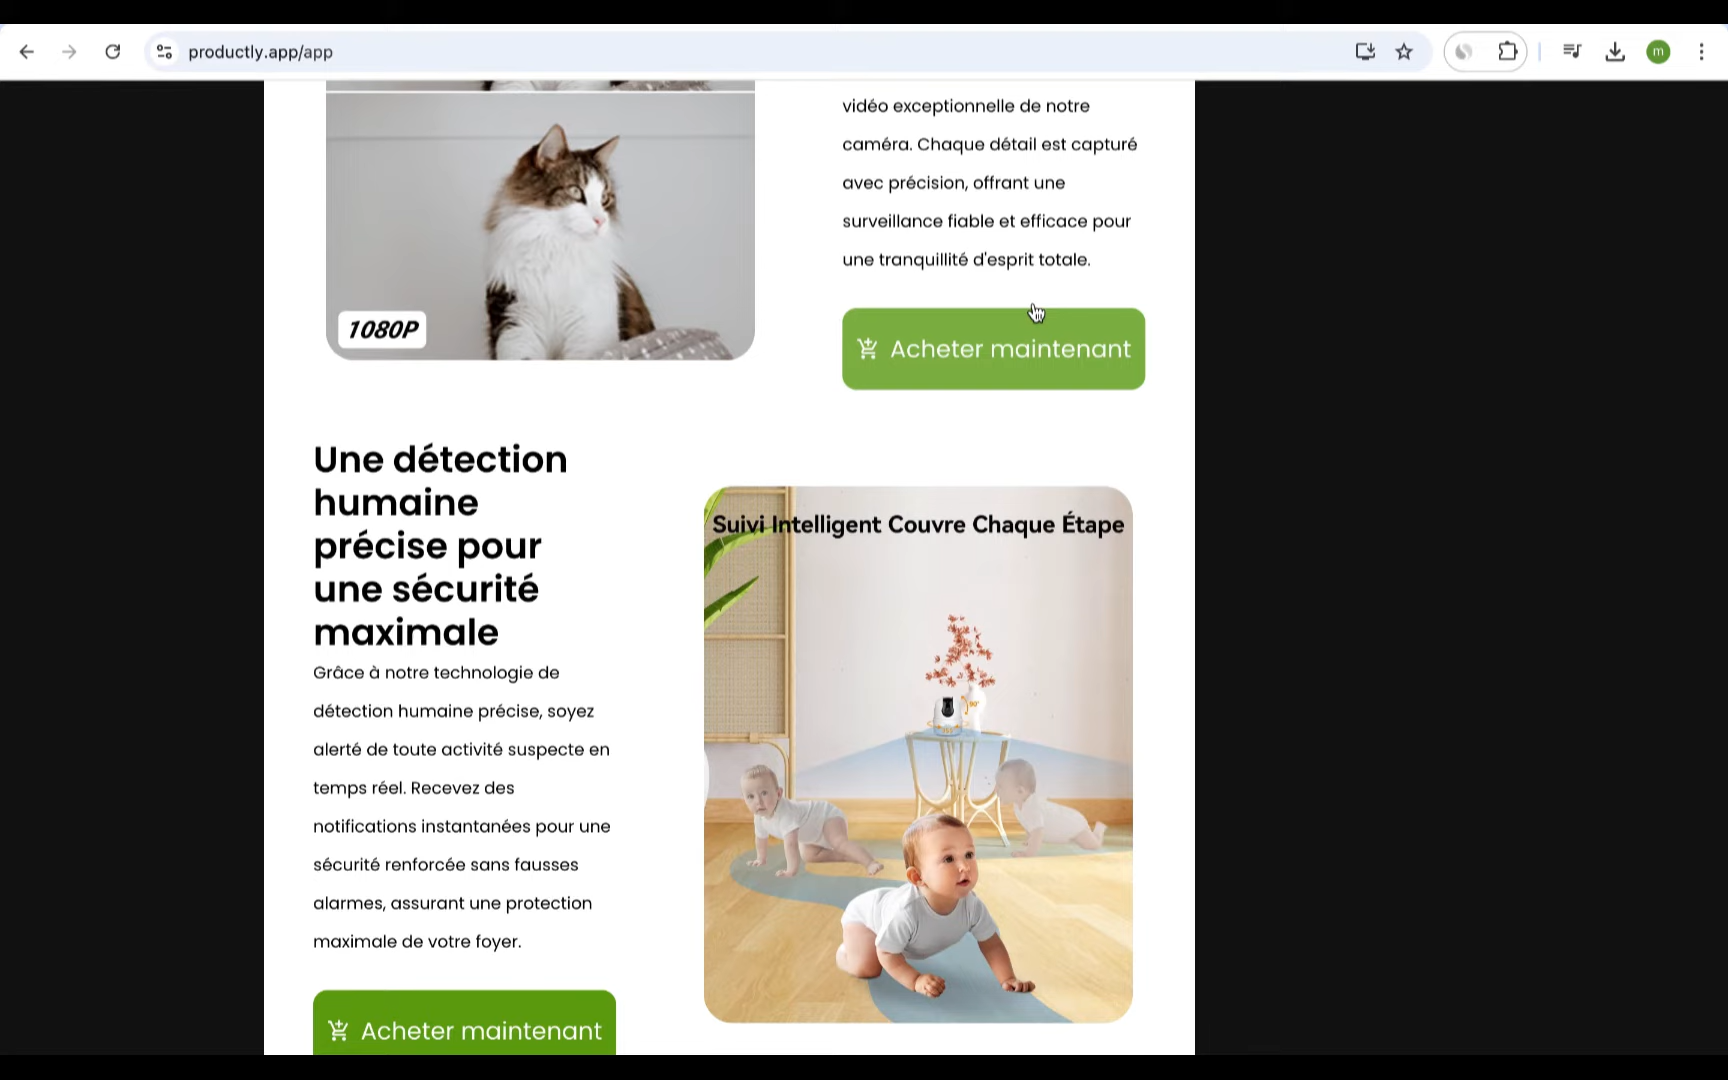 productly.app/app
m
vidéo exceptionnelle de notre
caméra. Chaque détail est capturé
avec précision, offrant une
surveillance fiable et efficace pour
une tranquillité d'esprit totale.
1080P
Acheter maintenant
Une détection
humaine
précise pour
une sécurité
maximale
Grâce à notre technologie de
détection humaine précise, soyez
alerté de toute activité suspecte en
temps réel. Recevez des
notifications instantanées pour une
sécurité renforcée sans fausses
alarmes, assurant une protection
maximale de votre foyer.
Acheter maintenant
Suivi Intelligent Couvre Chaque Étape
90°